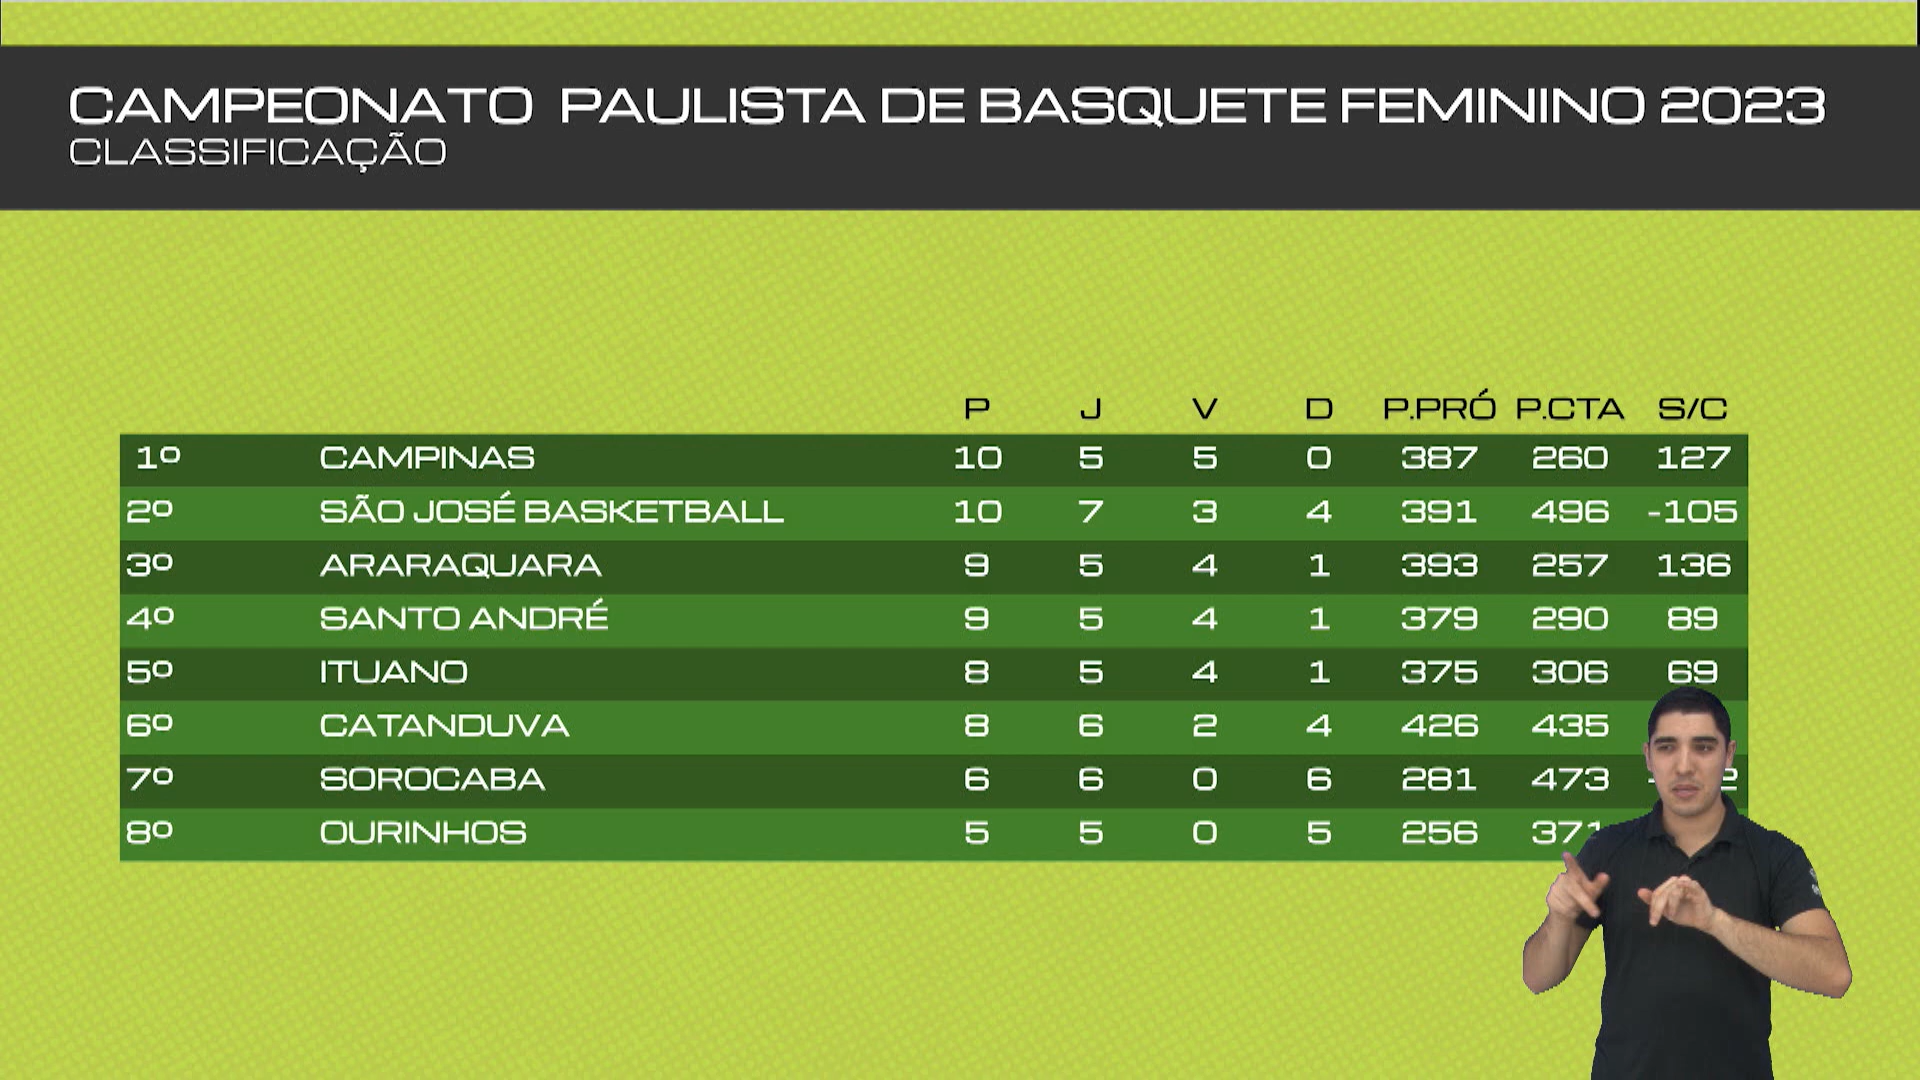 CAMPEONATO PAULISTA DE BASQUETE FEMININO 2023
CLASSIFICAÇÃO
P J V D P.PRÓ P.CTA S/C
1º CAMPINAS 10 5 5 0 387 260 127
2º SÃO JOSÉ BASKETBALL 10 7 3 4 391 496 -105
3º ARARAQUARA 9 5 4 1 393 257 136
4º SANTO ANDRÉ 9 5 4 1 379 290 89
5º ITUANO 8 5 4 1 375 306 69
6º CATANDUVA 8 6 2 4 426 435
7º SOROCABA 6 6 0 6 281 473
8º OURINHOS 5 5 0 5 256 371